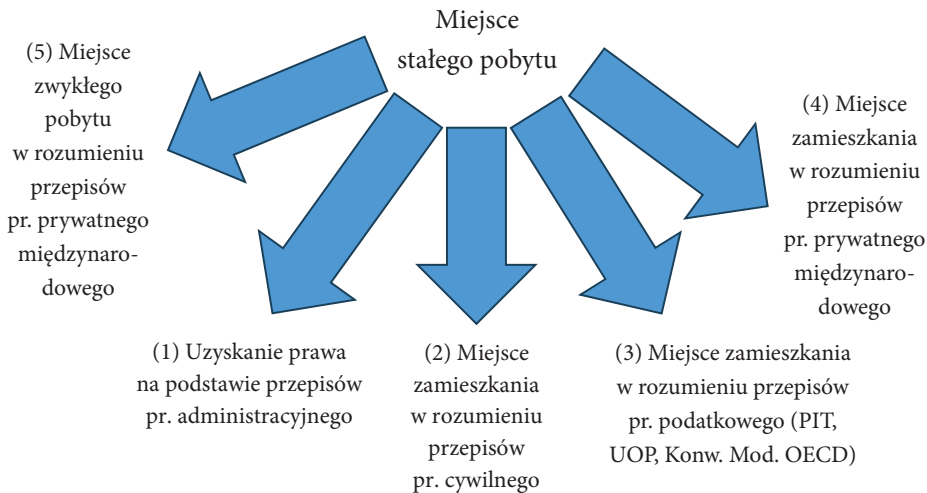 Miejsce
stałego pobytu
(5) Miejsce
zwykłego
pobytu
w rozumieniu
przepisów
pr. prywatnego
międzynaro-
dowego
(1) Uzyskanie prawa
na podstawie przepisów
pr. administracyjnego
(2) Miejsce
zamieszkania
w rozumieniu
przepisów
pr. cywilnego
(3) Miejsce zamieszkania
w rozumieniu przepisów
pr. podatkowego (PIT,
UOP, Konw. Mod. OECD)
(4) Miejsce
zamieszkania
w rozumieniu
przepisów
pr. prywatnego
międzynaro-
dowego